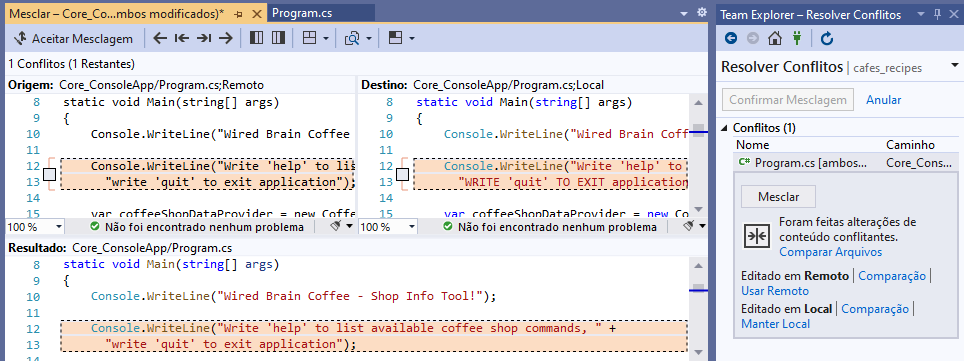 Mesclar – Core_Co...mbos modificados)*
Program.cs
Aceitar Mesclagem
1 Conflitos (1 Restantes)
Origem: Core_ConsoleApp/Program.cs;Remoto
8 static void Main(string[] args)
9 {
10 Console.WriteLine("Wired Brain Coffee
11
12 Console.WriteLine("Write 'help' to lis
13 "write 'quit' to exit application");
14
15 var coffeeShopDataProvider = new Coffe
100 %
Não foi encontrado nenhum problema
Destino: Core_ConsoleApp/Program.cs;Local
8 static void Main(string[] args)
9 {
10 Console.WriteLine("Wired Brain Coff
11
12 Console.WriteLine("Write 'help' to
13 "WRITE 'quit' TO EXIT application
14
15 var coffeeShopDataProvider = new Co
100 %
Não foi encontrado nenhum problema
Resultado: Core_ConsoleApp/Program.cs
8 static void Main(string[] args)
9 {
10 Console.WriteLine("Wired Brain Coffee - Shop Info Tool!");
11
12 Console.WriteLine("Write 'help' to list available coffee shop commands, " +
13 "write 'quit' to exit application");
Team Explorer – Resolver Conflitos
Resolver Conflitos | cafes_recipes
Confirmar Mesclagem Anular
Conflitos (1)
Nome Caminho
C# Program.cs [ambos... Core_Cons...
Mesclar
Foram feitas alterações de
conteúdo conflitantes.
Comparar Arquivos
Editado em Remoto | Comparação |
Usar Remoto
Editado em Local | Comparação |
Manter Local